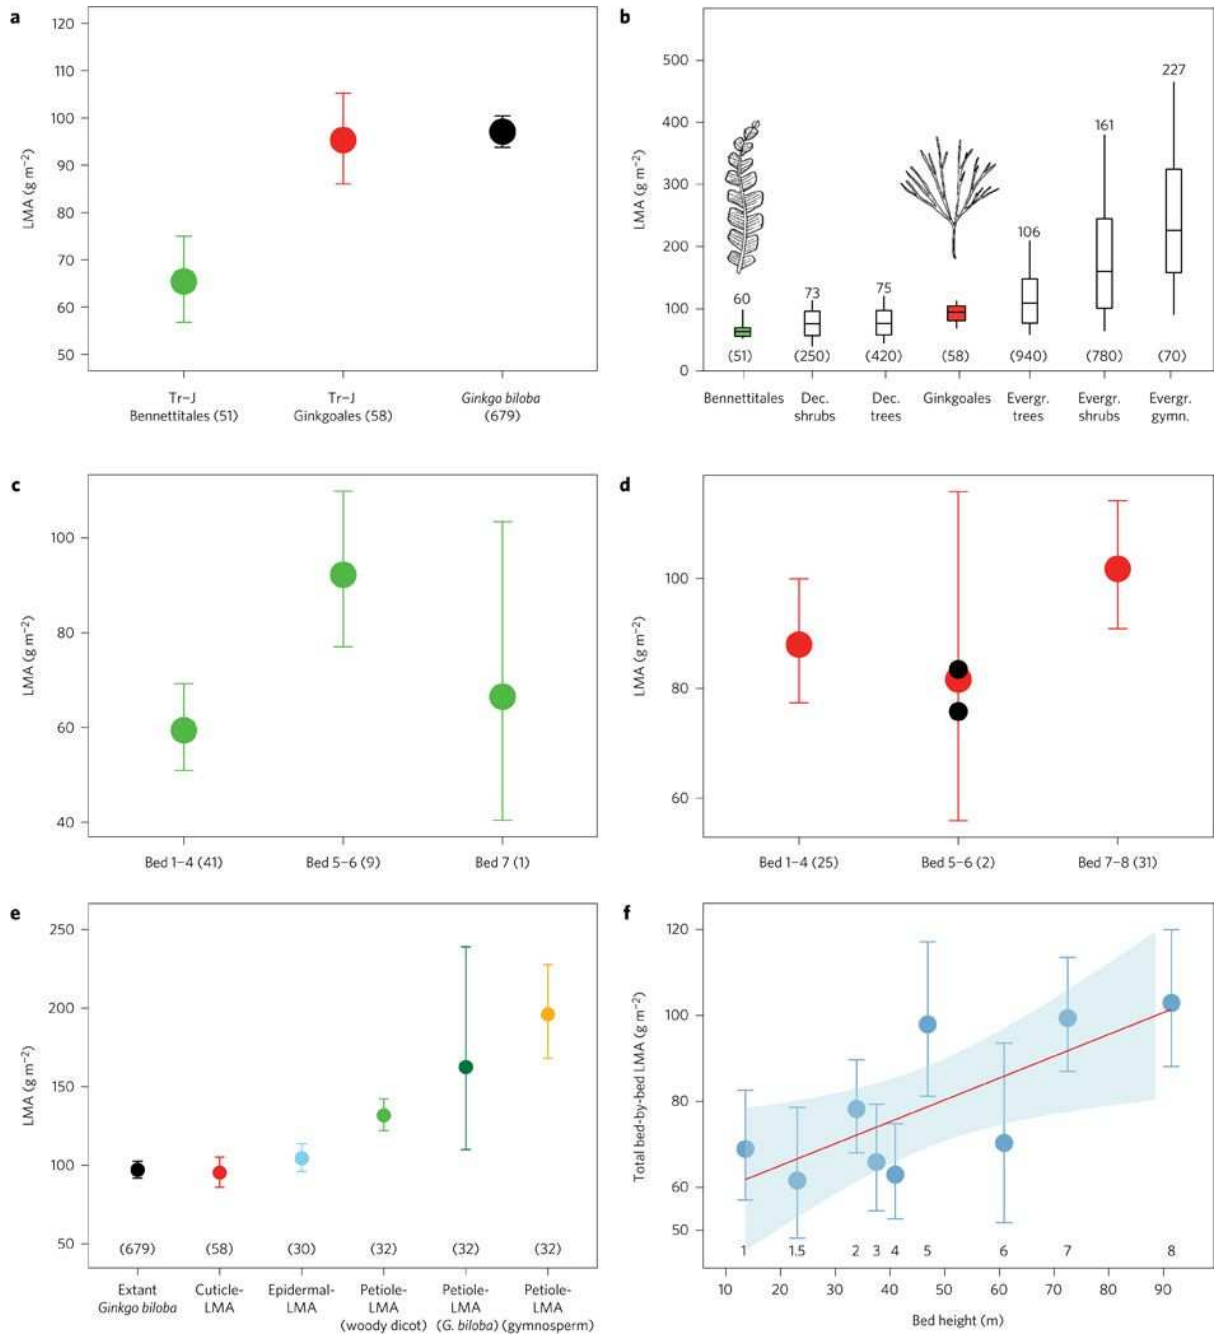 a
120
110
100
90
80
70
60
50
LMA (g m⁻²)
Tr–J
Bennettitales (51)
Tr–J
Ginkgoales (58)
Ginkgo biloba
(679)
b
500
400
300
200
100
0
LMA (g m⁻²)
60
73
75
106
161
227
(51)
(250)
(420)
(58)
(940)
(780)
(70)
Bennettitales
Dec.
shrubs
Dec.
trees
Ginkgoales
Evergr.
trees
Evergr.
shrubs
Evergr.
gymn.
c
100
80
60
40
LMA (g m⁻²)
Bed 1–4 (41)
Bed 5–6 (9)
Bed 7 (1)
d
100
80
60
LMA (g m⁻²)
Bed 1–4 (25)
Bed 5–6 (2)
Bed 7–8 (31)
e
250
200
150
100
50
LMA (g m⁻²)
(679)
(58)
(30)
(32)
(32)
(32)
Extant
Ginkgo biloba
Cuticle-
LMA
Epidermal-
LMA
Petiole-
LMA
(woody dicot)
Petiole-
LMA
(G. biloba)
Petiole-
LMA
(gymnosperm)
f
120
100
80
60
50
Total bed-by-bed LMA (g m⁻²)
1
1.5
2
3
4
5
6
7
8
10
20
30
40
50
60
70
80
90
Bed height (m)